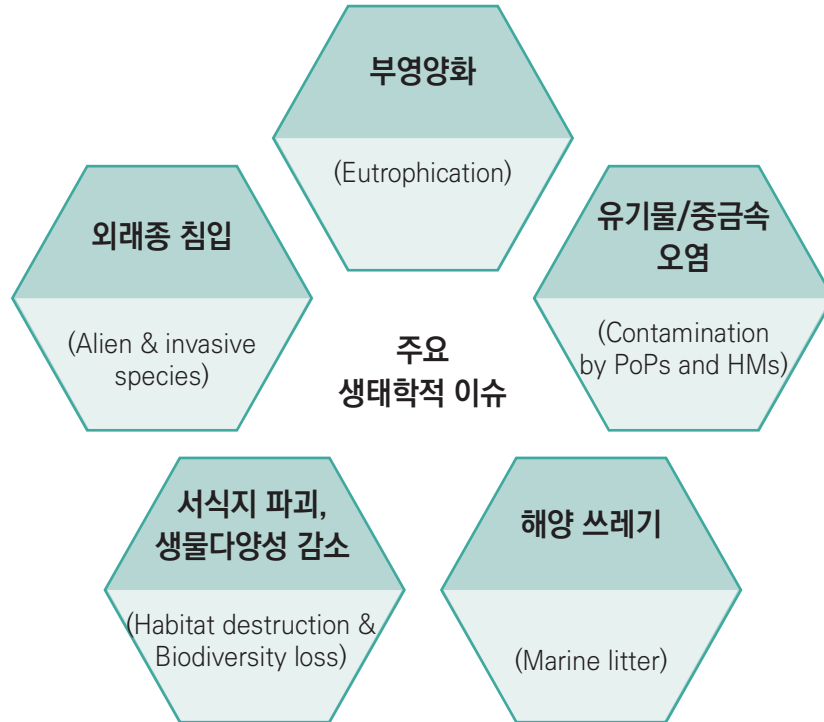 부영양화
(Eutrophication)
외래종 침입
(Alien & invasive
species)
유기물/중금속
오염
(Contamination
by PoPs and HMs)
주요
생태학적 이슈
서식지 파괴,
생물다양성 감소
(Habitat destruction &
Biodiversity loss)
해양 쓰레기
(Marine litter)